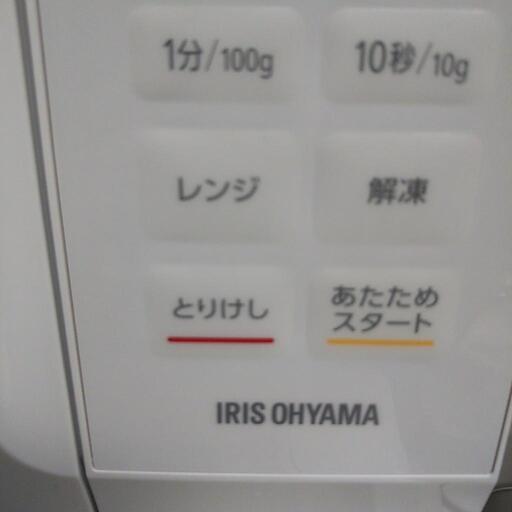 1分/100g
10秒/10g
レンジ
解凍
とりけし
あたため
スタート
IRIS OHYAMA